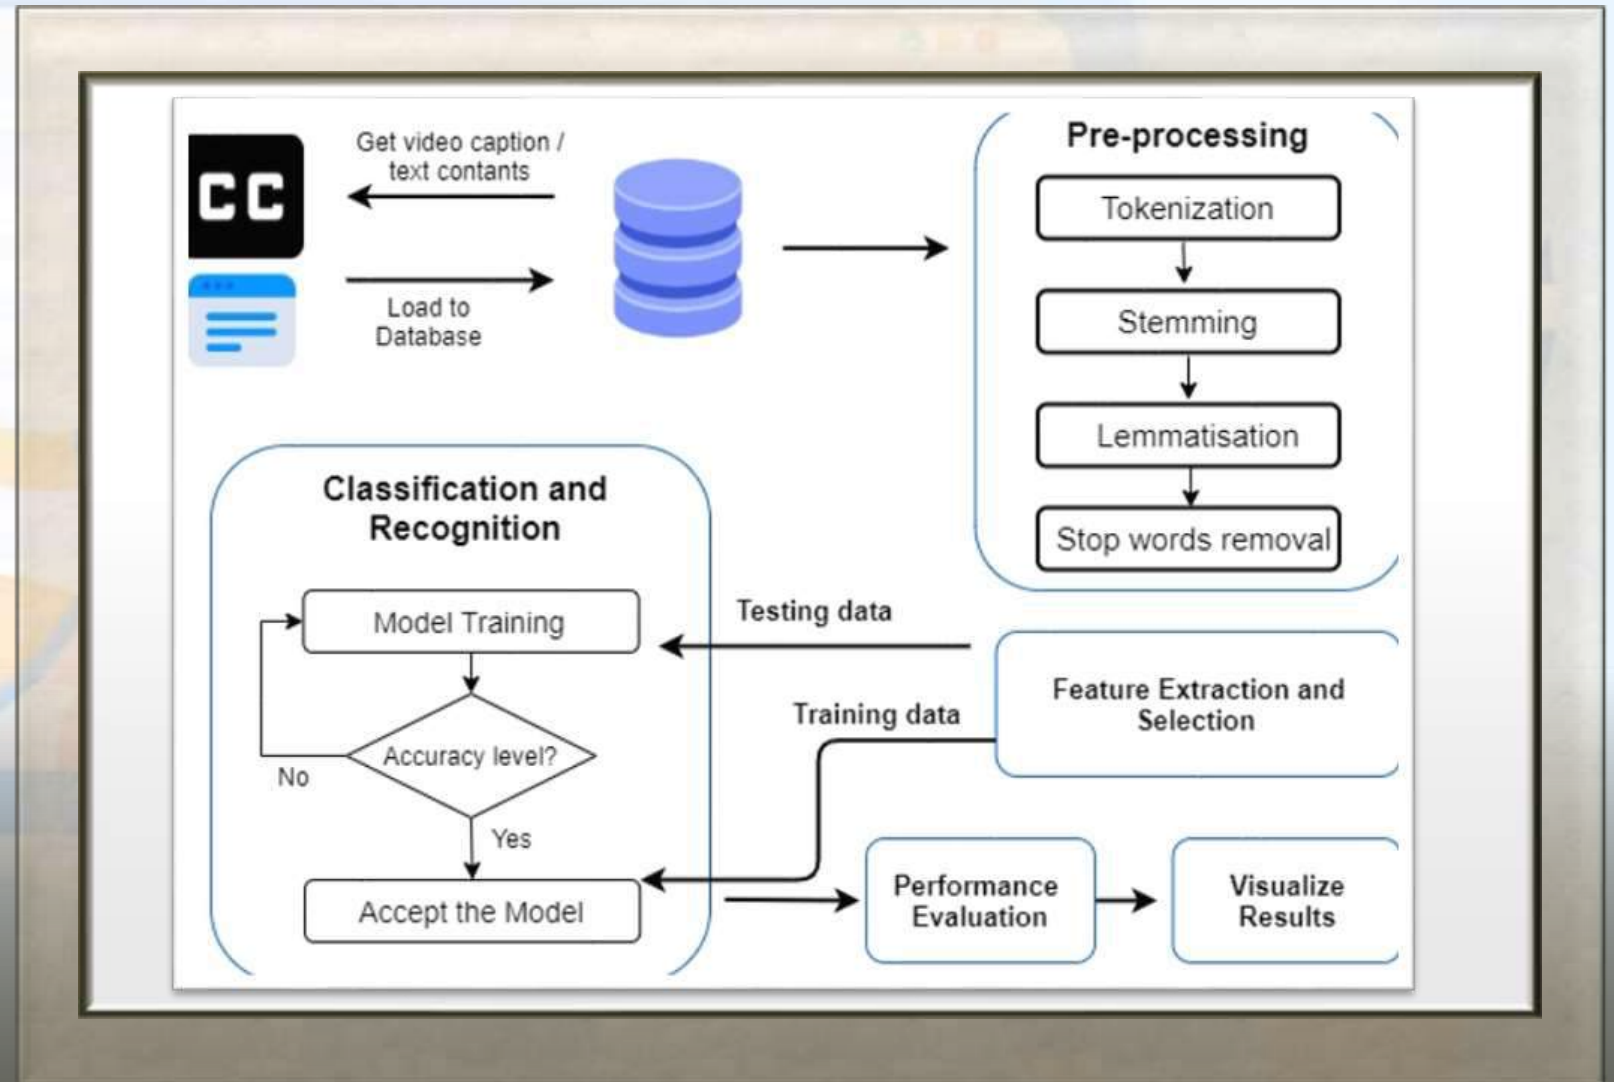 CC
Get video caption /
text contants
Load to
Database
Pre-processing
Tokenization
Stemming
Lemmatisation
Stop words removal
Classification and
Recognition
Model Training
Accuracy level?
No
Yes
Accept the Model
Testing data
Training data
Feature Extraction and
Selection
Performance
Evaluation
Visualize
Results